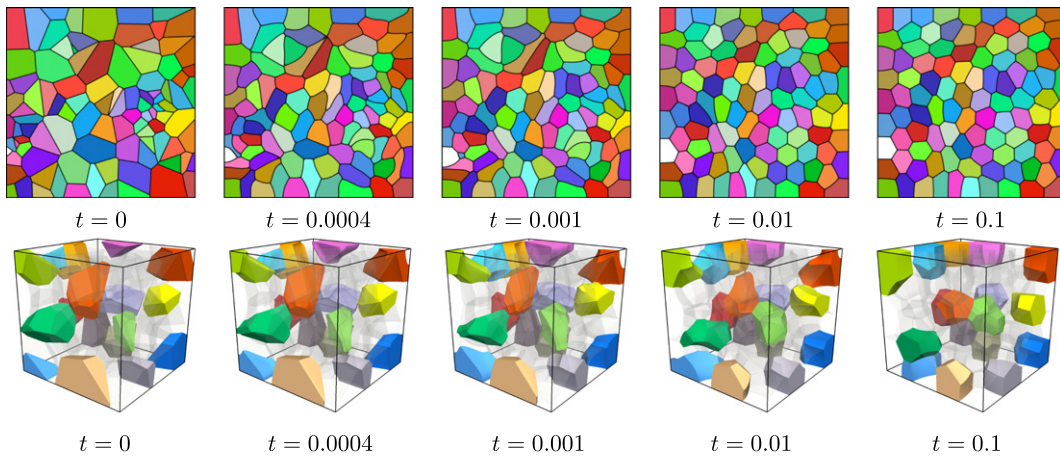 t = 0 t = 0.0004 t = 0.001 t = 0.01 t = 0.1
t = 0 t = 0.0004 t = 0.001 t = 0.01 t = 0.1